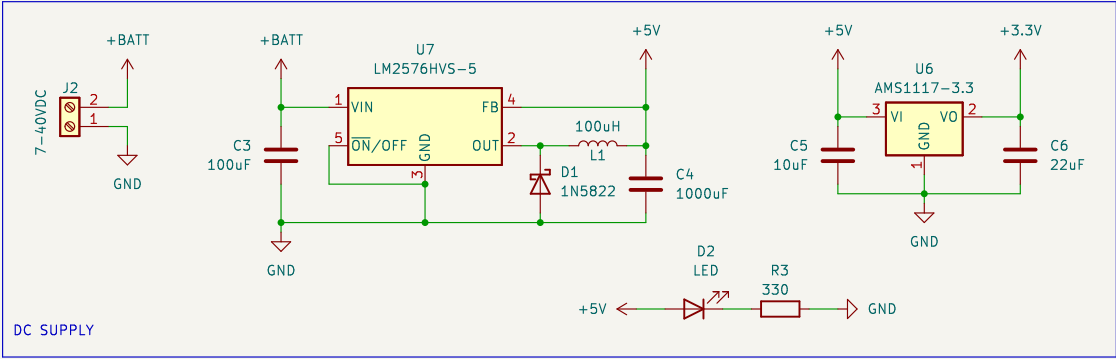 +BATT
J2
2
1
7-40VDC
GND
+BATT
C3
100uF
GND
U7
LM2576HVS-5
1
VIN
FB
4
5
ON/OFF
GND
OUT
2
3
100uH
L1
D1
1N5822
+5V
C4
1000uF
+5V
C5
10uF
U6
AMS1117-3.3
3
VI
VO
2
GND
1
+3.3V
C6
22uF
GND
D2
LED
R3
330
+5V
GND
DC SUPPLY